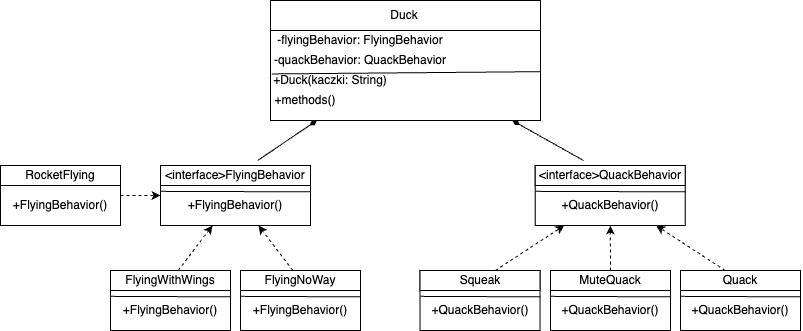 Duck
-flyingBehavior: FlyingBehavior
-quackBehavior: QuackBehavior
+Duck(kaczki: String)
+methods()
RocketFlying
+FlyingBehavior()
<interface>FlyingBehavior
+FlyingBehavior()
<interface>QuackBehavior
+QuackBehavior()
FlyingWithWings
+FlyingBehavior()
FlyingNoWay
+FlyingBehavior()
Squeak
+QuackBehavior()
MuteQuack
+QuackBehavior()
Quack
+QuackBehavior()